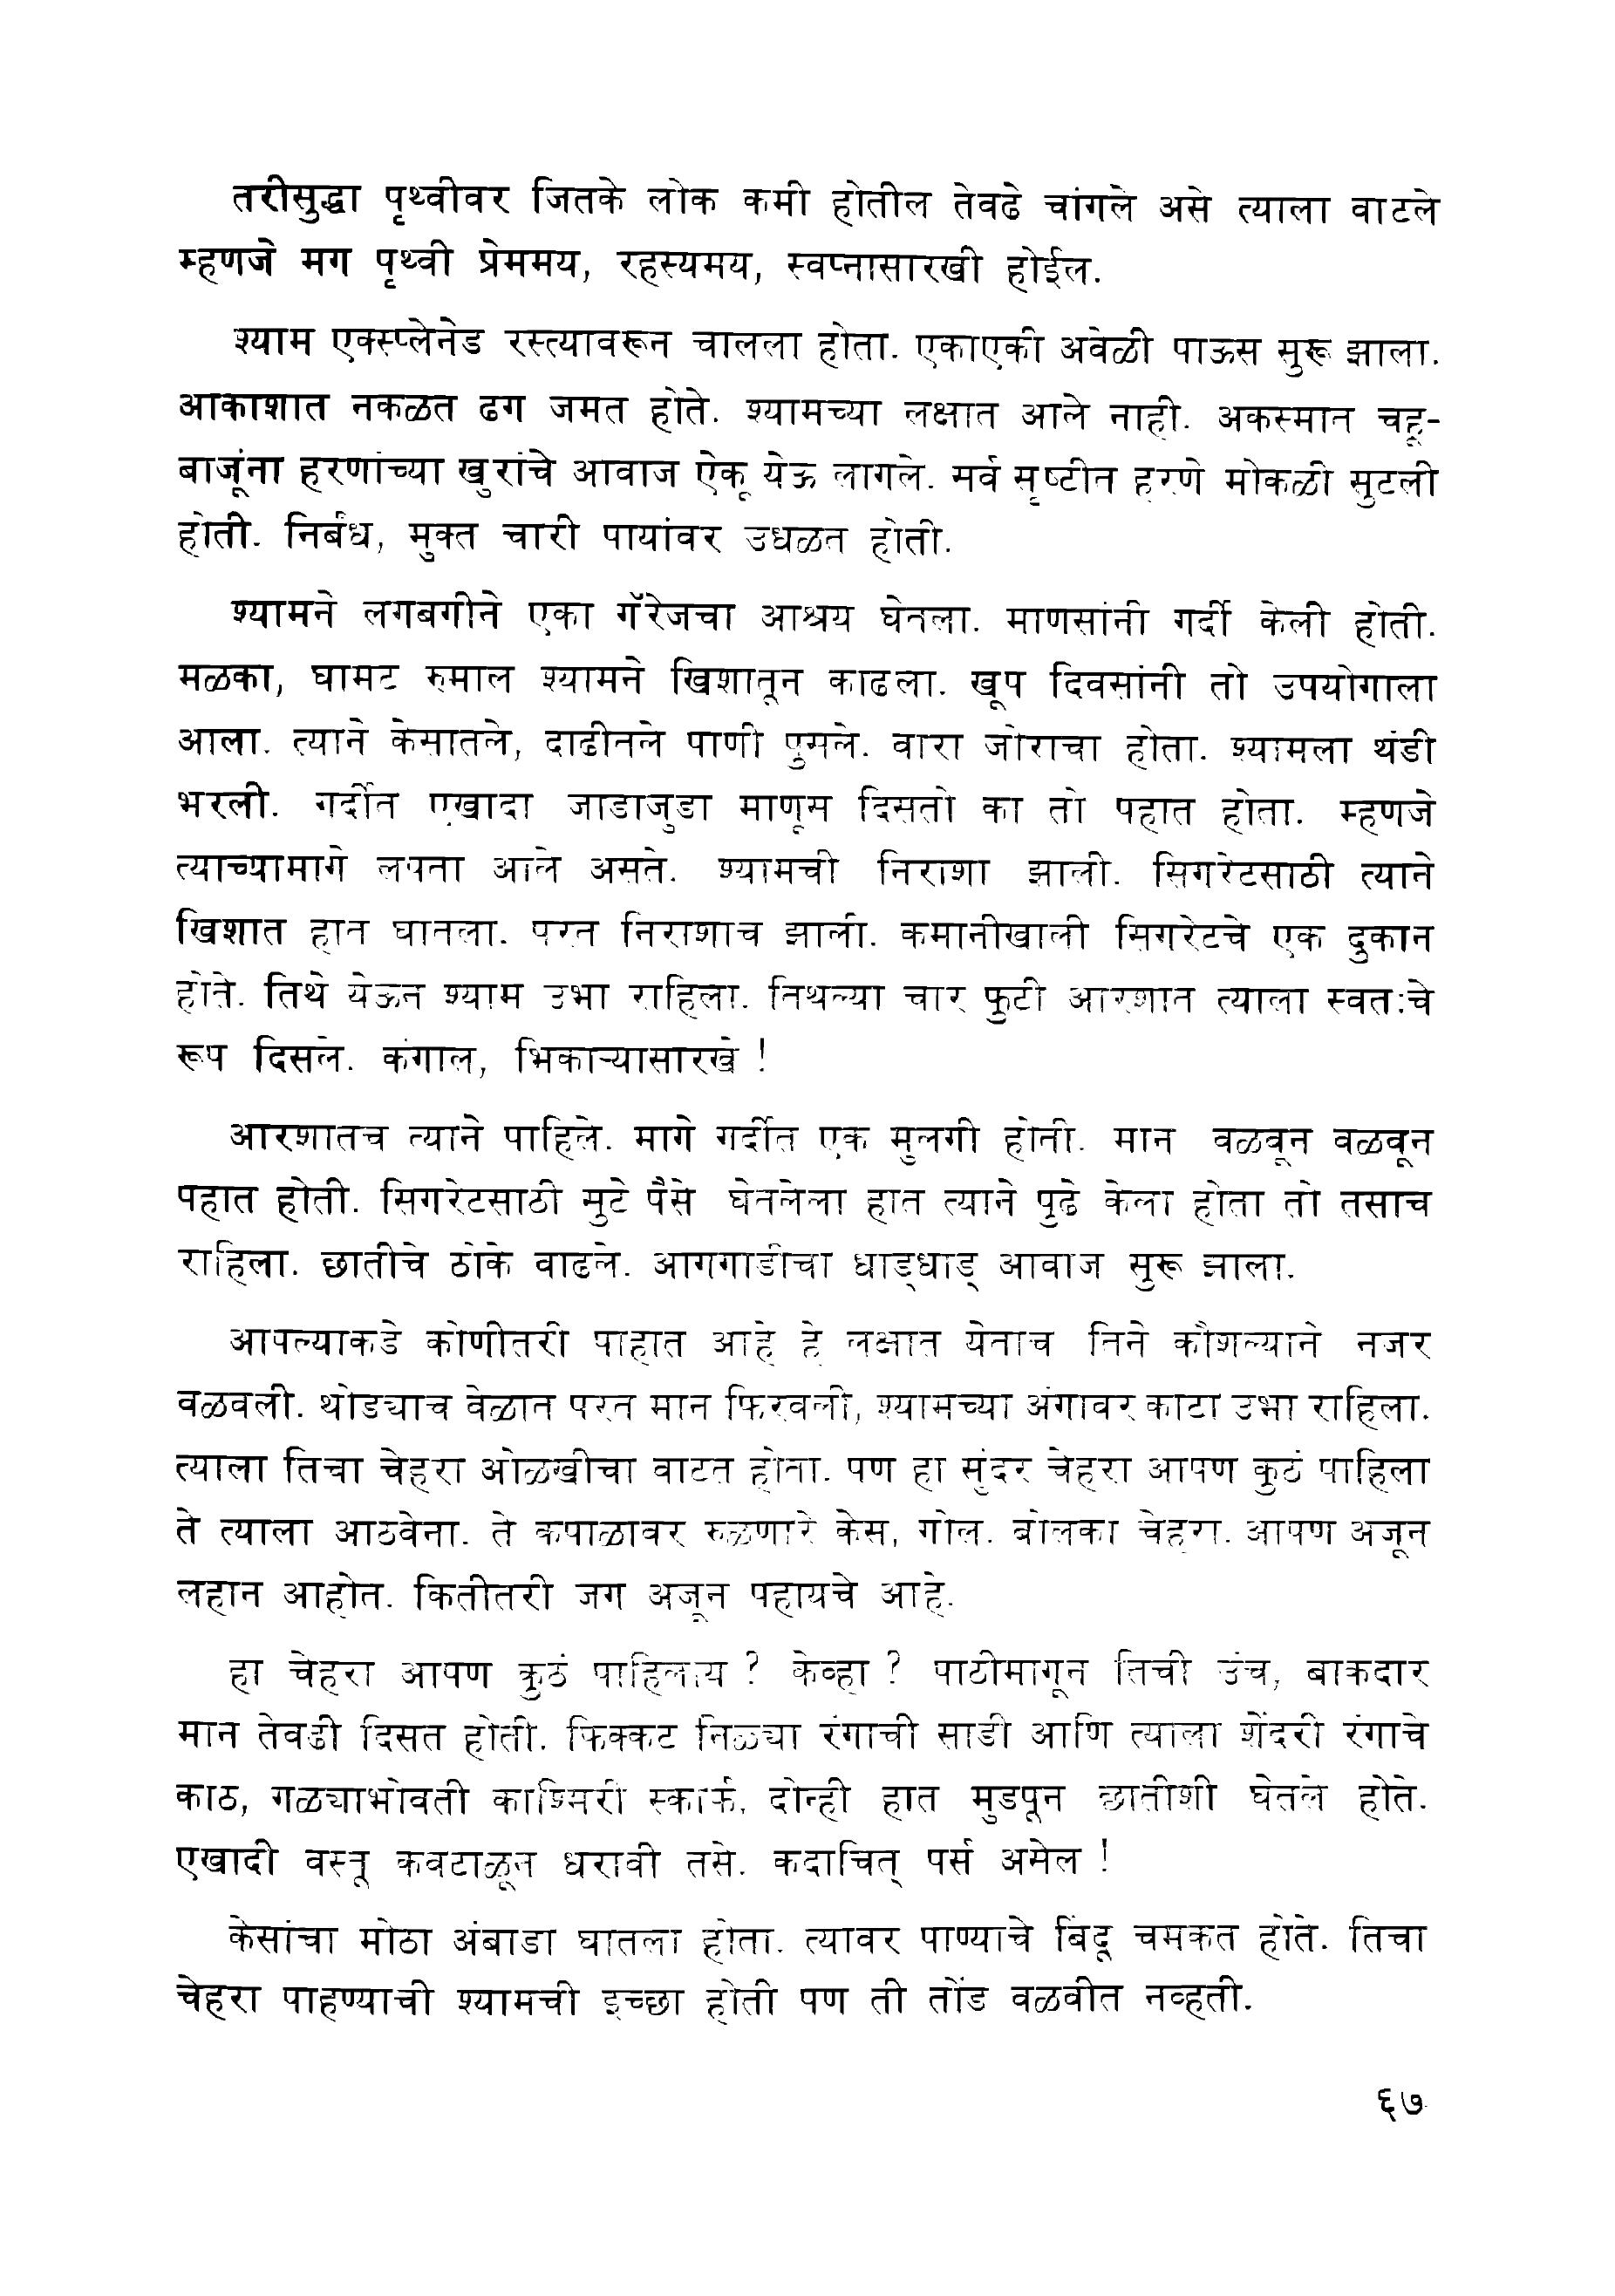 तरीसुद्धा पृथ्वीवर जितके लोक कमी होतील तेवढे चांगले असे त्याला वाटले
म्हणजे मग पृथ्वी प्रेममय, रहस्यमय, स्वप्नासारखी होईल.
श्याम एक्स्प्लेनेड रस्त्यावरून चालला होता. एकाएकी अवेळी पाऊस सुरू झाला.
आकाशात नकळत ढग जमत होते. श्यामच्या लक्षात आले नाही. अकस्मात चहू-
बाजूंना हरणांच्या खुरांचे आवाज ऐकू येऊ लागले. सर्व सृष्टीत हरणे मोकळी सुटली
होती. निर्बंध, मुक्त चारी पायांवर उधळत होती.
श्यामने लगबगीने एका गॅरेजचा आश्रय घेतला. माणसांनी गर्दी केली होती.
मळका, घामट रुमाल श्यामने खिशातून काढला. खूप दिवसांनी तो उपयोगाला
आला. त्याने केसातले, दाढीतले पाणी पुसले. वारा जोराचा होता. श्यामला थंडी
भरली. गर्दीत एखादा जाडाजुडा माणूस दिसतो का तो पहात होता. म्हणजे
त्याच्यामागे लपता आले असते. श्यामची निराशा झाली. सिगरेटसाठी त्याने
खिशात हात घातला. परत निराशाच झाली. कमानीखाली सिगरेटचे एक दुकान
होते. तिथे येऊन श्याम उभा राहिला. तिथल्या चार फुटी आरशात त्याला स्वतःचे
रूप दिसले. कंगाल, भिकाऱ्यासारखे !
आरशातच त्याने पाहिले. मागे गर्दीत एक मुलगी होती. मान वळवून वळवून
पहात होती. सिगरेटसाठी सुटे पैसे घेतलेला हात त्याने पुढे केला होता तो तसाच
राहिला. छातीचे ठोके वाढले. आगगाडीचा धाड्धाड् आवाज सुरू झाला.
आपल्याकडे कोणीतरी पाहात आहे हे लक्षात येताच तिने कौशल्याने नजर
वळवली. थोड्याच वेळात परत मान फिरवली, श्यामच्या अंगावर काटा उभा राहिला.
त्याला तिचा चेहरा ओळखीचा वाटत होता. पण हा सुंदर चेहरा आपण कुठं पाहिला
ते त्याला आठवेना. ते कपाळावर रुळणारे केस, गोल. बोलका चेहरा. आपण अजून
लहान आहोत. कितीतरी जग अजून पहायचे आहे.
हा चेहरा आपण कुठं पाहिलाय ? केव्हा ? पाठीमागून तिची उंच, बाकदार
मान तेवढी दिसत होती. फिक्कट निळ्या रंगाची साडी आणि त्याला शेंदरी रंगाचे
काठ, गळ्याभोवती काश्मिरी स्कार्फ. दोन्ही हात मुडपून छातीशी घेतले होते.
एखादी वस्तू कवटाळून धरावी तसे. कदाचित् पर्स असेल !
केसांचा मोठा अंबाडा घातला होता. त्यावर पाण्याचे बिंदू चमकत होते. तिचा
चेहरा पाहण्याची श्यामची इच्छा होती पण ती तोंड वळवीत नव्हती.
६७